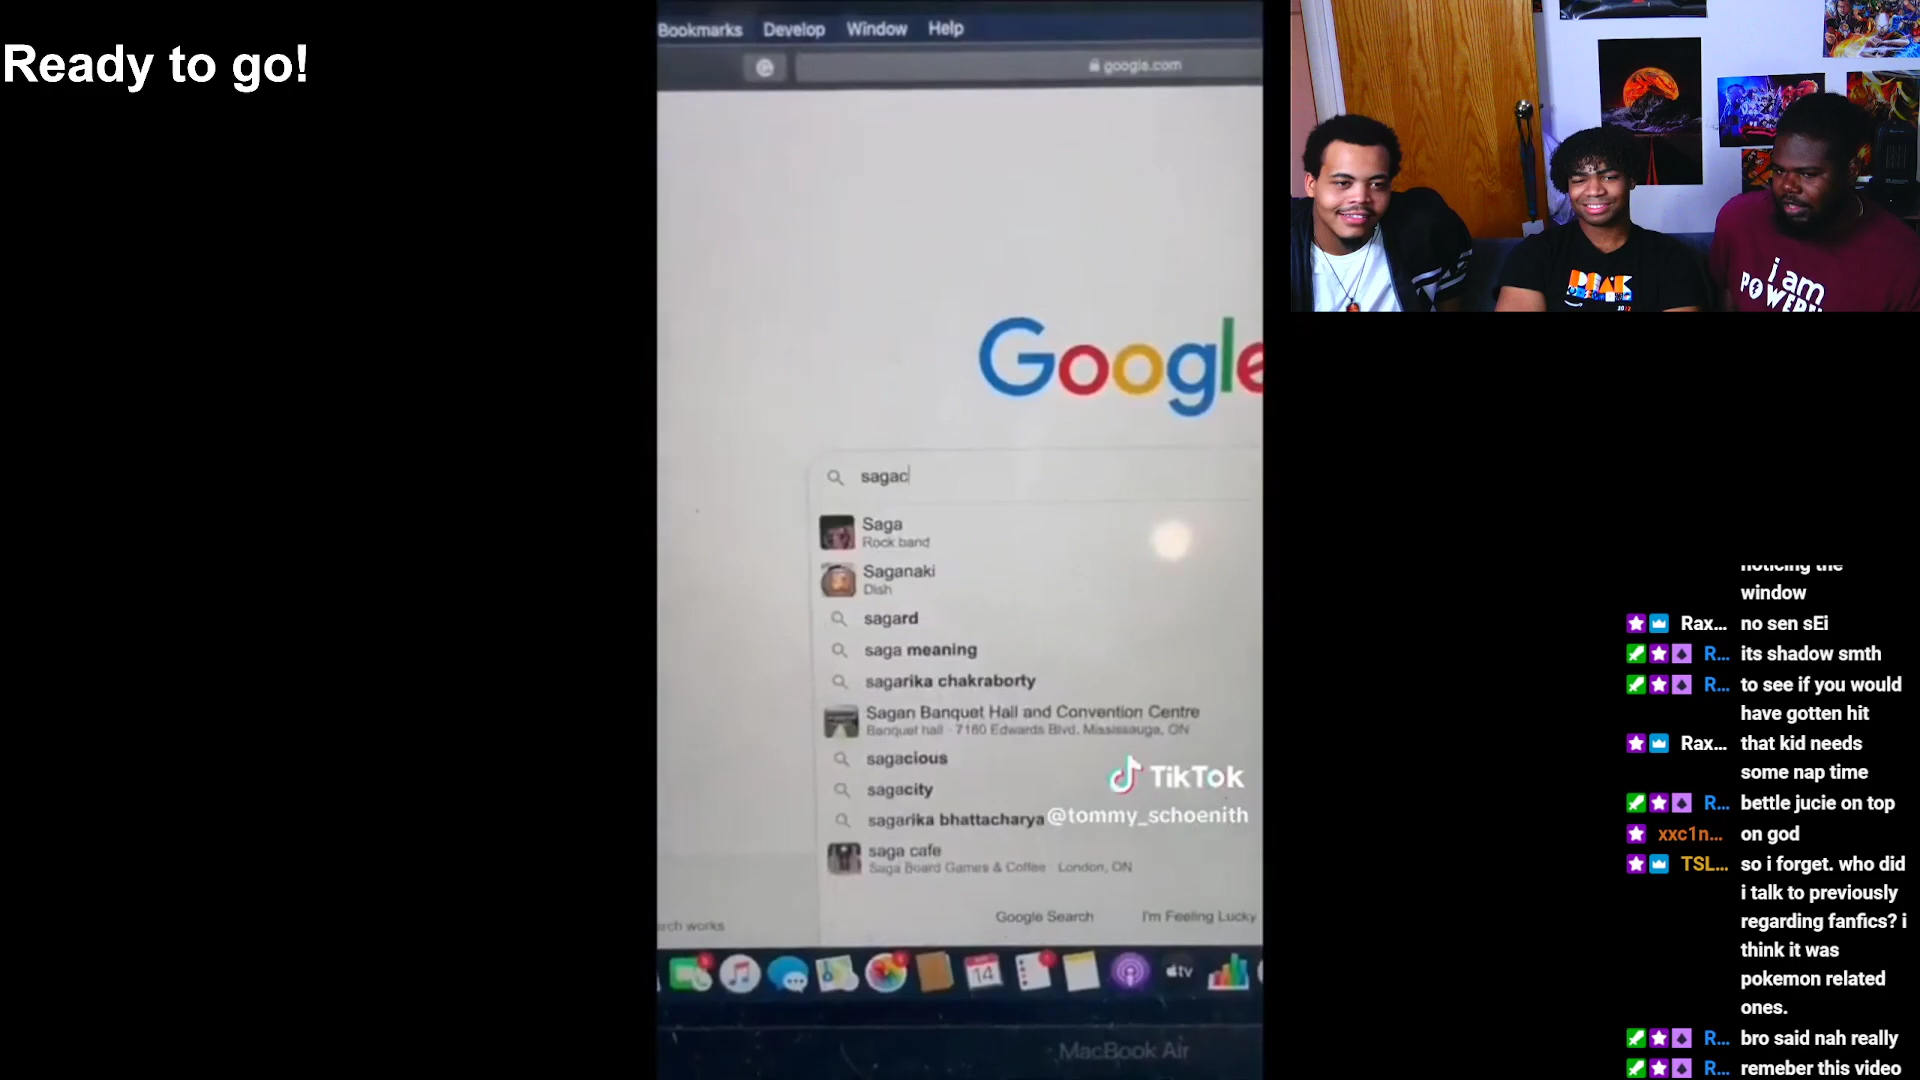 Ready to go!
Bookmarks Develop Window Help
google.com
Google
sagac
Saga
Rock band
Saganaki
Dish
sagard
saga meaning
sagarika chakraborty
Sagan Banquet Hall and Convention Centre
Banquet hall · 7180 Edwards Blvd, Mississauga, ON
sagacious
sagacity
sagarika bhattacharya
saga cafe
Saga Board Games & Coffee · London, ON
Google Search I'm Feeling Lucky
works
TikTok
@tommy_schoenith
14
tv
MacBook Air
i am
2022
noticing the
window
Rax... no sen sEi
R... its shadow smth
R... to see if you would
have gotten hit
Rax... that kid needs
some nap time
R... bettle jucie on top
xxc1n... on god
TSL... so i forget. who did
i talk to previously
regarding fanfics? i
think it was
pokemon related
ones.
R... bro said nah really
R... remeber this video